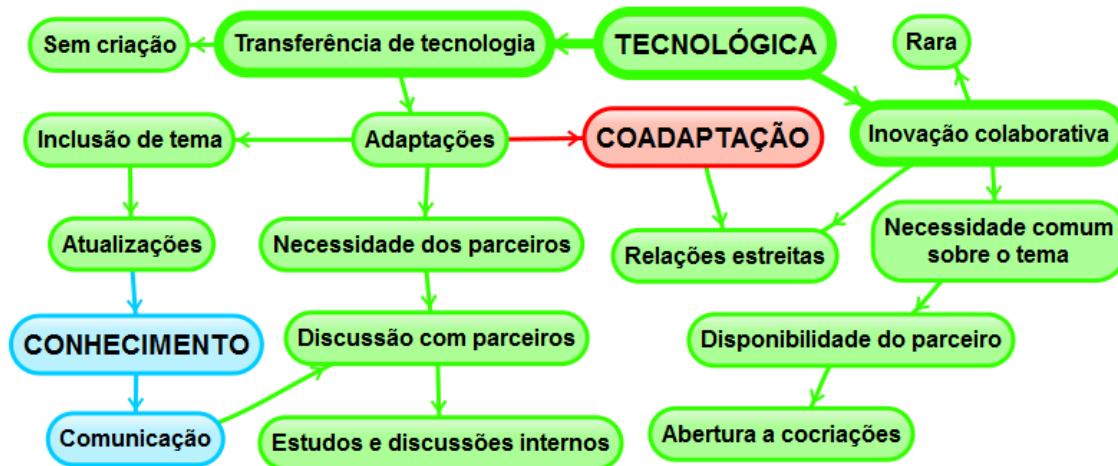 Sem criação
Transferência de tecnologia
TECNOLÓGICA
Rara
Inclusão de tema
Adaptações
COADAPTAÇÃO
Inovação colaborativa
Atualizações
Necessidade dos parceiros
Relações estreitas
Necessidade comum
sobre o tema
CONHECIMENTO
Discussão com parceiros
Disponibilidade do parceiro
Comunicação
Estudos e discussões internos
Abertura a cocriações